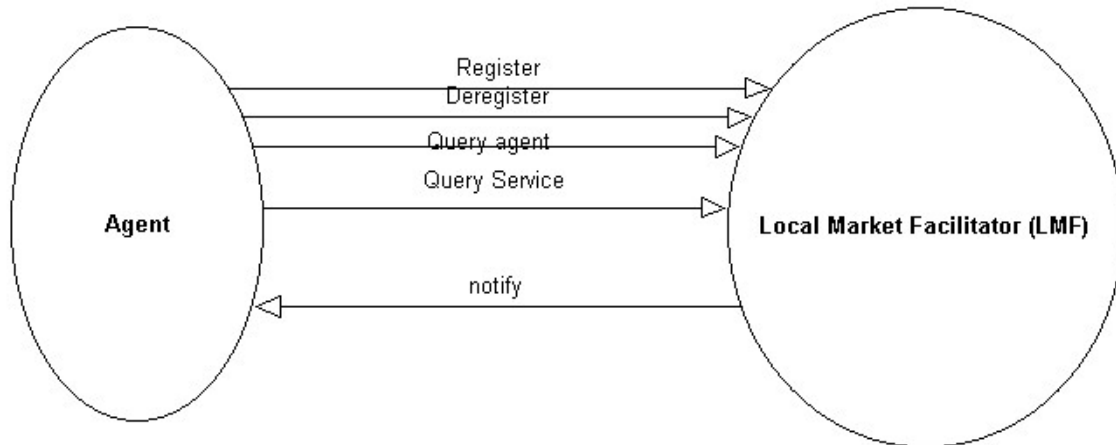 Register
Deregister
Query agent
Query Service
Agent
Local Market Facilitator (LMF)
notify